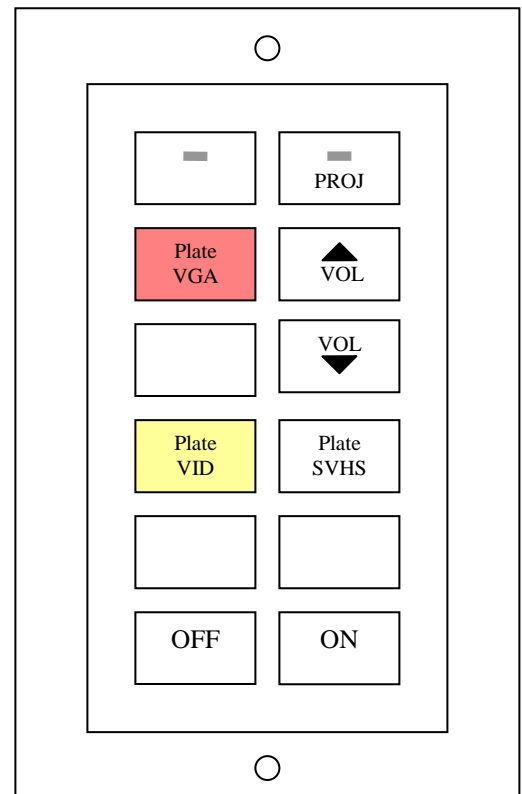 PROJ
Plate
VGA
VOL
VOL
Plate
VID
Plate
SVHS
OFF
ON